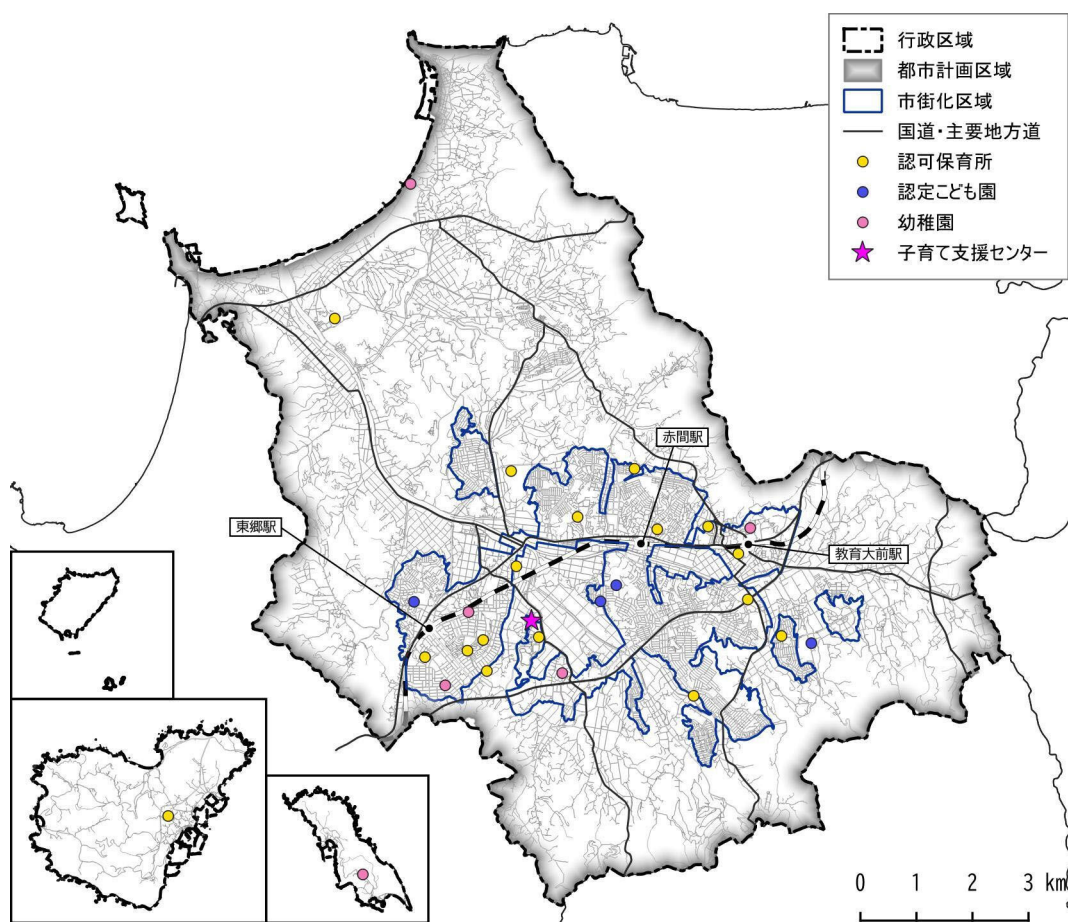 行政区域
都市計画区域
市街化区域
国道・主要地方道
認可保育所
認定こども園
幼稚園
子育て支援センター
赤間駅
東郷駅
教育大前駅
0 1 2 3 km